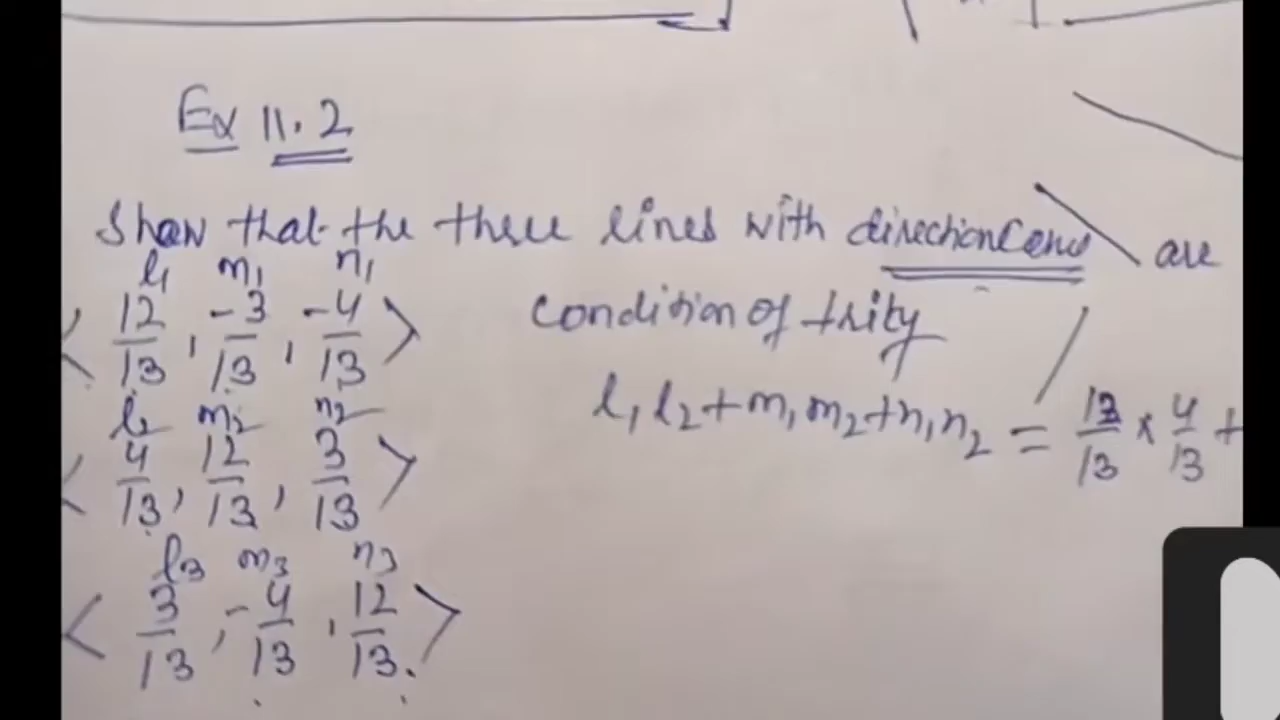 Ex 11.2
Show that the three lines with direction are
l₁ m₁ n₁
< 12/13, -3/13, -4/13 >
condition of
l₂ m₂ n₂
< 4/13, 12/13, 3/13 >
l₁l₂+m₁m₂+n₁n₂ = 12/13 × 4/13 +
l₃ m₃ n₃
< 3/13, -4/13, 12/13 >